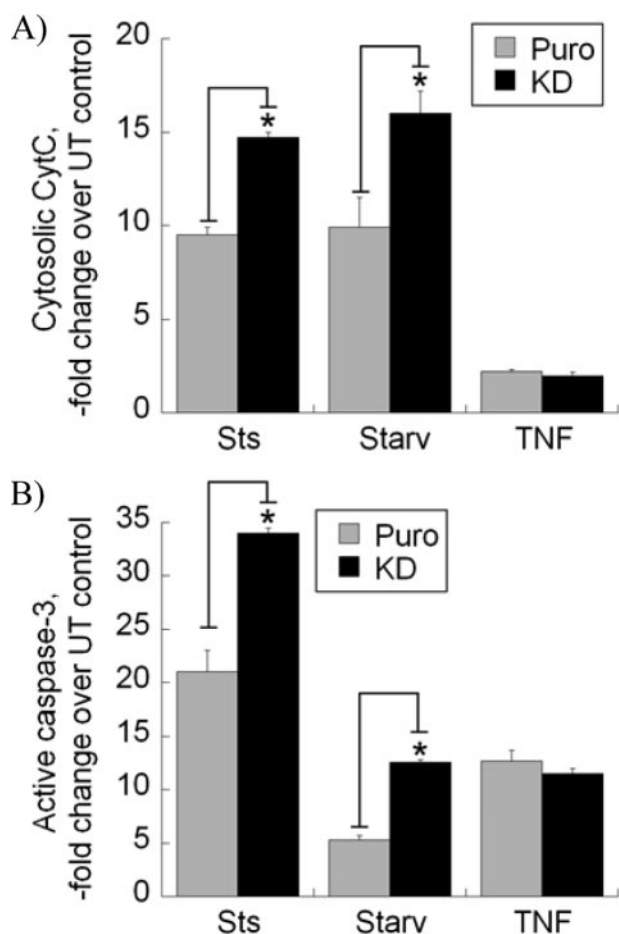 A)
Cytosolic CytC,
-fold change over UT control
20
15
10
5
0
Puro
KD
*
*
Sts Starv TNF
B)
Active caspase-3,
-fold change over UT control
35
30
25
20
15
10
5
0
Puro
KD
*
*
Sts Starv TNF